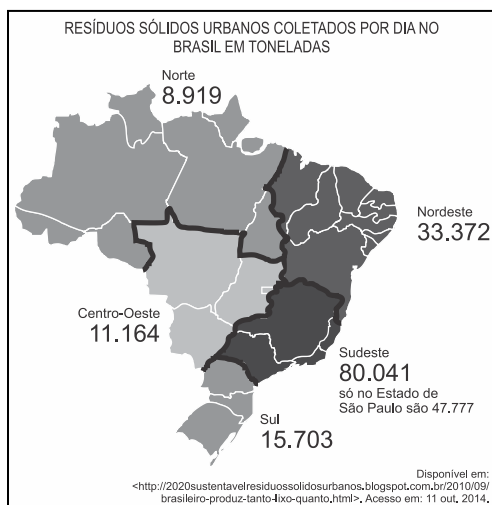 RESÍDUOS SÓLIDOS URBANOS COLETADOS POR DIA NO
BRASIL EM TONELADAS
Norte
8.919
Nordeste
33.372
Centro-Oeste
11.164
Sudeste
80.041
só no Estado de
São Paulo são 47.777
Sul
15.703
Disponível em:
<http://2020sustentavelresiduossolidosurbanos.blogspot.com.br/2010/09/
brasileiro-produz-tanto-lixo-quanto.html>. Acesso em: 11 out. 2014.